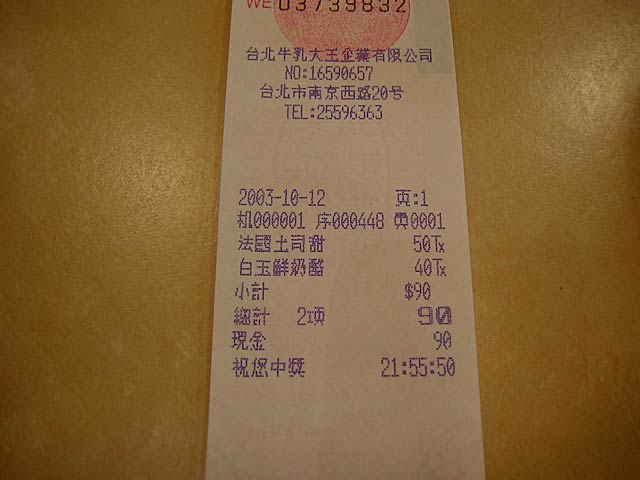 WE 03739832
台北牛乳大王企業有限公司
NO:16590657
台北市南京西路20号
TEL:25596363
2003-10-12 頁:1
机000001 序000448 費0001
法國土司甜 50Tx
白玉鮮奶酪 40Tx
小計 $90
總計 2項 90
現金 90
祝您中獎 21:55:50